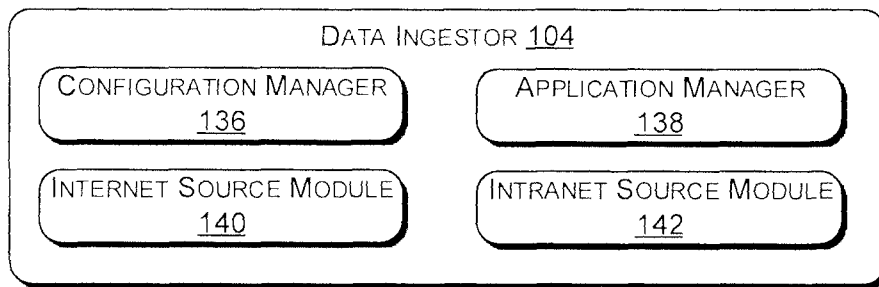 DATA INGESTOR 104
CONFIGURATION MANAGER
136
APPLICATION MANAGER
138
INTERNET SOURCE MODULE
140
INTRANET SOURCE MODULE
142